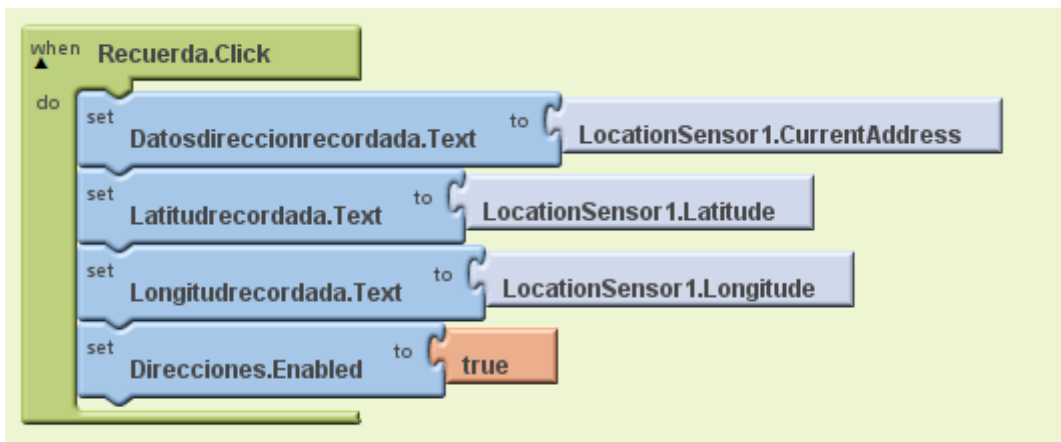 when Recuerda.Click
do
set Datosdireccionrecordada.Text to LocationSensor1.CurrentAddress
set Latitudrecordada.Text to LocationSensor1.Latitude
set Longitudrecordada.Text to LocationSensor1.Longitude
set Direcciones.Enabled to true